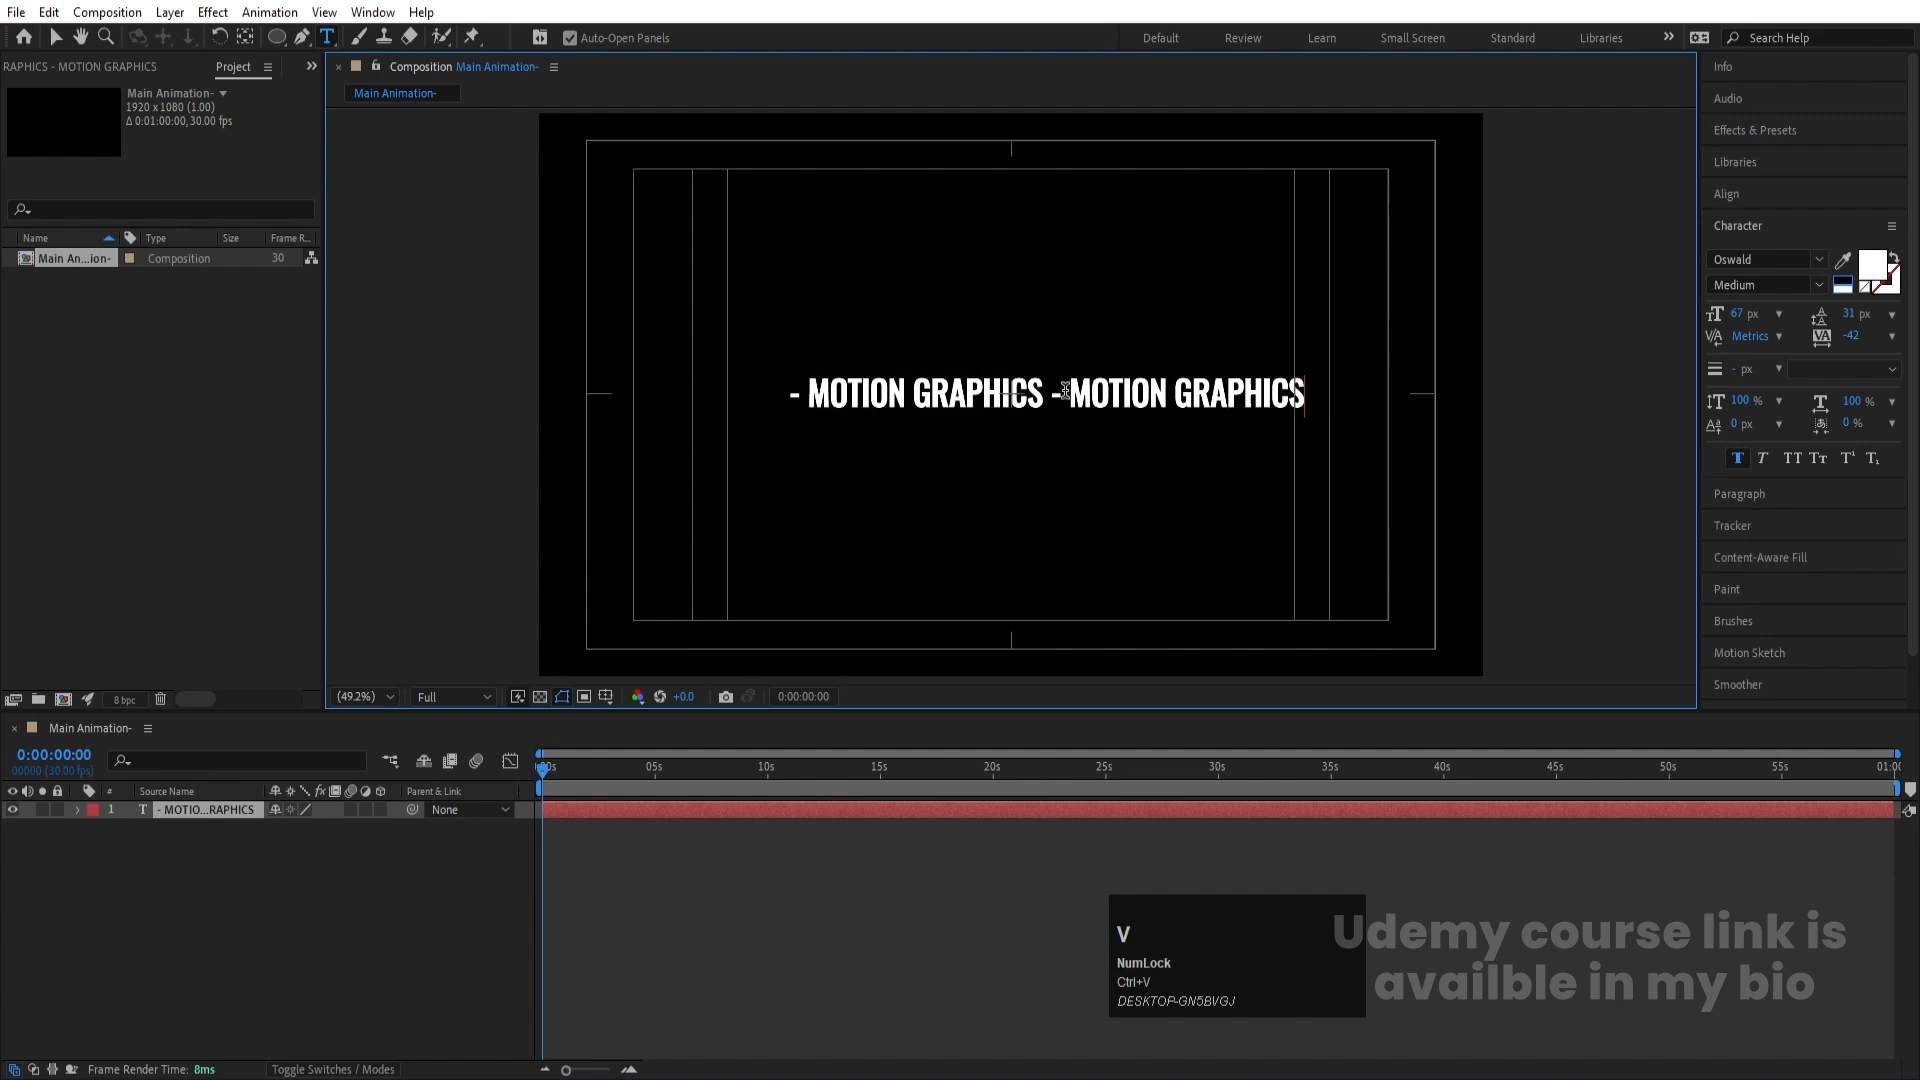 File Edit Composition Layer Effect Animation View Window Help
Auto-Open Panels Default Review Learn Small Screen Standard Libraries Search Help
RAPHICS - MOTION GRAPHICS Project
Composition Main Animation-
Main Animation-
Main Animation-
1920 x 1080 (1.00)
Δ 0:01:00:00, 30.00 fps
Name Type Size Frame R...
Main An...ion- Composition 30
- MOTION GRAPHICS - MOTION GRAPHICS
Info
Audio
Effects & Presets
Libraries
Align
Character
Oswald
Medium
67 px 31 px
Metrics -42
- px
100 % 100 %
0 px 0 %
T T TT Tт T¹ T₁
Paragraph
Tracker
Content-Aware Fill
Paint
Brushes
Motion Sketch
Smoother
8 bpc
(49.2%) Full +0.0 0:00:00:00
Main Animation-
0:00:00:00
00000 (30.00 fps)
05s 10s 15s 20s 25s 30s 35s 40s 45s 50s 55s
# Source Name fx Parent & Link
1 T - MOTIO...RAPHICS None
V
NumLock
Ctrl+V
DESKTOP-GN5BVGJ
Udemy course link is
availble in my bio
Frame Render Time: 8ms Toggle Switches / Modes